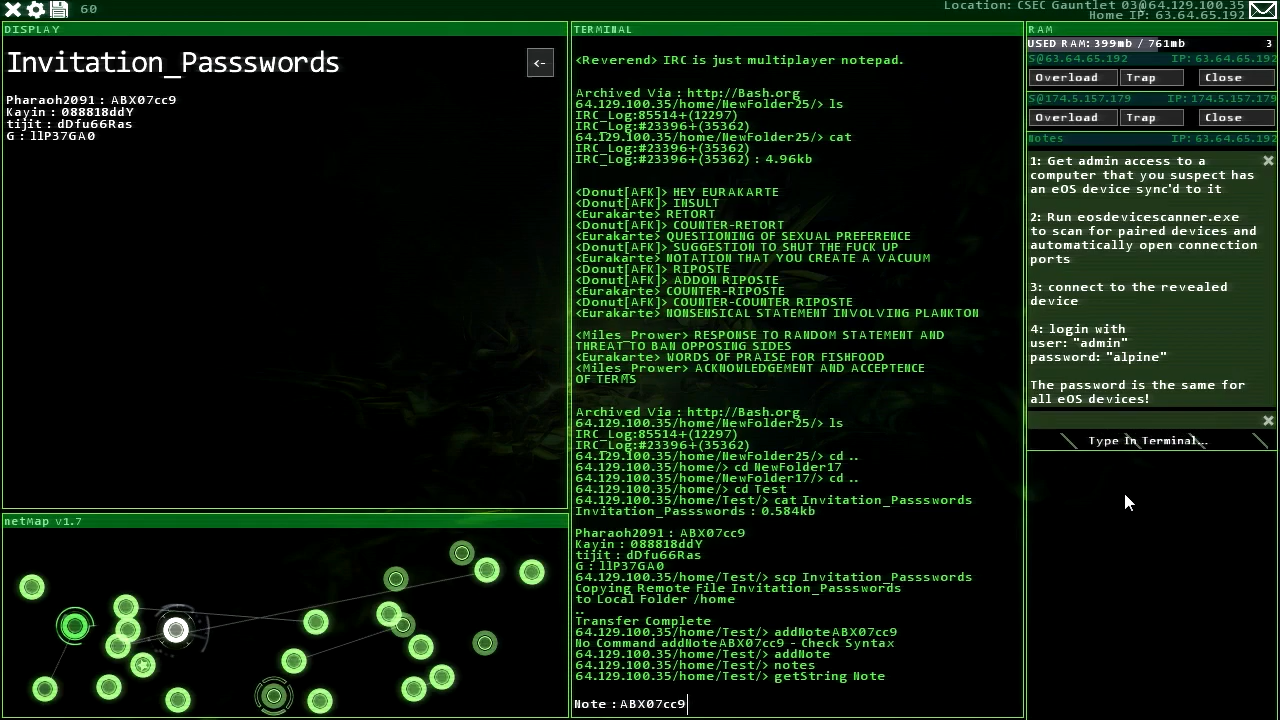 60
Location: CSEC Gauntlet 03@64.129.100.35
Home IP: 63.64.65.192
DISPLAY
Invitation_Passswords
<-
Pharaoh2091 : ABX07cc9
Kayin : 088818ddY
tijit : dDfu66Ras
G : llP37GA0
netMap v1.7
TERMINAL
<Reverend> IRC is just multiplayer notepad.
Archived Via : http://Bash.org
64.129.100.35/home/NewFolder25/> ls
IRC_Log:85514+(12297)
IRC_Log:#23396+(35362)
64.129.100.35/home/NewFolder25/> cat
IRC_Log:#23396+(35362)
IRC_Log:#23396+(35362) : 4.96kb
<Donut[AFK]> HEY EURAKARTE
<Donut[AFK]> INSULT
<Eurakarte> RETORT
<Donut[AFK]> COUNTER-RETORT
<Eurakarte> QUESTIONING OF SEXUAL PREFERENCE
<Donut[AFK]> SUGGESTION TO SHUT THE FUCK UP
<Eurakarte> NOTATION THAT YOU CREATE A VACUUM
<Donut[AFK]> RIPOSTE
<Donut[AFK]> ADDON RIPOSTE
<Eurakarte> COUNTER-RIPOSTE
<Donut[AFK]> COUNTER-COUNTER RIPOSTE
<Eurakarte> NONSENSICAL STATEMENT INVOLVING PLANKTON
<Miles_Prower> RESPONSE TO RANDOM STATEMENT AND
THREAT TO BAN OPPOSING SIDES
<Eurakarte> WORDS OF PRAISE FOR FISHFOOD
<Miles_Prower> ACKNOWLEDGEMENT AND ACCEPTENCE
OF TERMS
Archived Via : http://Bash.org
64.129.100.35/home/NewFolder25/> ls
IRC_Log:85514+(12297)
IRC_Log:#23396+(35362)
64.129.100.35/home/NewFolder25/> cd ..
64.129.100.35/home/> cd NewFolder17
64.129.100.35/home/NewFolder17/> cd ..
64.129.100.35/home/> cd Test
64.129.100.35/home/Test/> cat Invitation_Passswords
Invitation_Passswords : 0.584kb
Pharaoh2091 : ABX07cc9
Kayin : 088818ddY
tijit : dDfu66Ras
G : llP37GA0
64.129.100.35/home/Test/> scp Invitation_Passswords
Copying Remote File Invitation_Passswords
to Local Folder /home
..
Transfer Complete
64.129.100.35/home/Test/> addNoteABX07cc9
No Command addNoteABX07cc9 - Check Syntax
64.129.100.35/home/Test/> addNote
64.129.100.35/home/Test/> notes
64.129.100.35/home/Test/> getString Note
Note : ABX07cc9
RAM
USED RAM: 399mb / 761mb 3
S@63.64.65.192 IP: 63.64.65.192
Overload Trap Close
S@174.5.157.179 IP: 174.5.157.179
Overload Trap Close
Notes IP: 63.64.65.192
1: Get admin access to a
computer that you suspect has
an eOS device sync'd to it
2: Run eosdevicescanner.exe
to scan for paired devices and
automatically open connection
ports
3: connect to the revealed
device
4: login with
user: "admin"
password: "alpine"
The password is the same for
all eOS devices!
Type In Terminal...